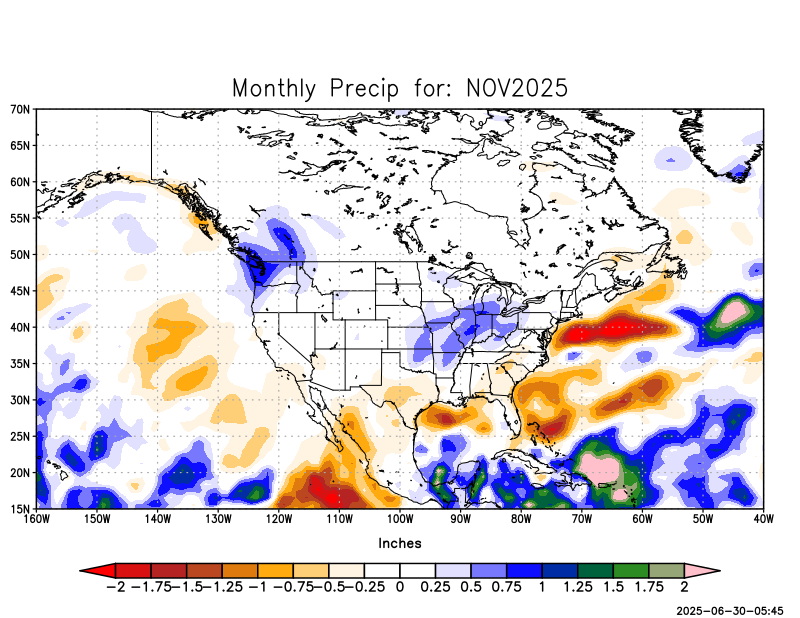 Monthly Precip for: NOV2025
70N
65N
60N
55N
50N
45N
40N
35N
30N
25N
20N
15N
160W 150W 140W 130W 120W 110W 100W 90W 80W 70W 60W 50W 40W
Inches
-2 -1.75 -1.5 -1.25 -1 -0.75 -0.5 -0.25 0 0.25 0.5 0.75 1 1.25 1.5 1.75 2
2025-06-30-05:45